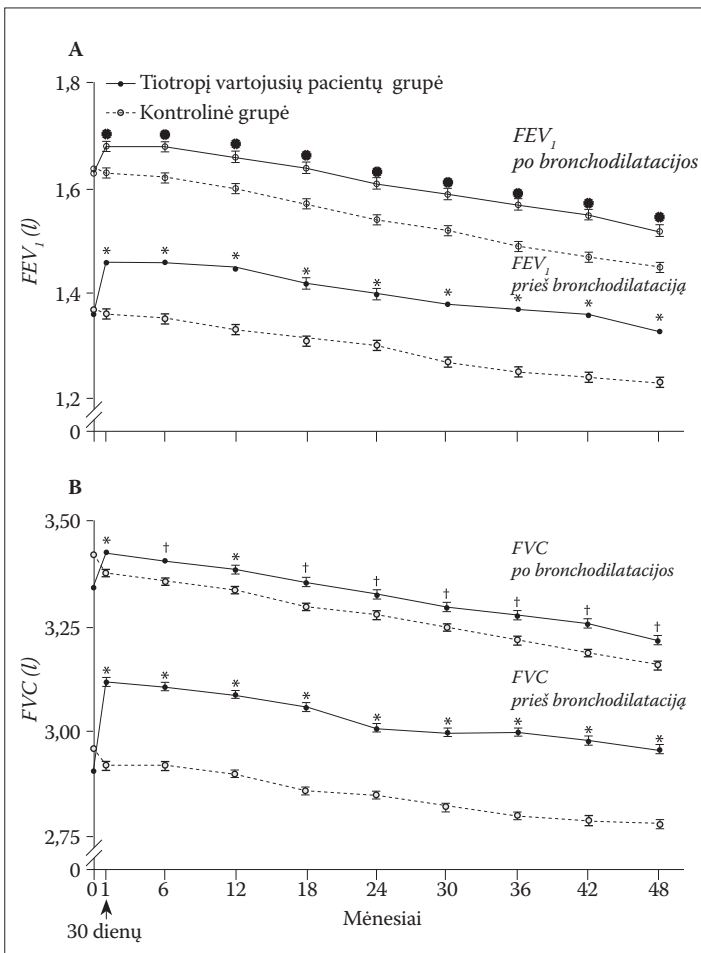 A
1,8
Tiotropį vartojusių pacientų grupė
Kontrolinė grupė
FEV1
po bronchodilatacijos
1,6
FEV1 (l)
* * * * * * * * *
FEV1
prieš bronchodilataciją
1,4
1,2
0
B
3,50
* † * † † † † † †
FVC
po bronchodilatacijos
3,25
FVC (l)
* * * * * * * * *
FVC
prieš bronchodilataciją
3,00
2,75
0
0 1 6 12 18 24 30 36 42 48
Mėnesiai
30 dienų